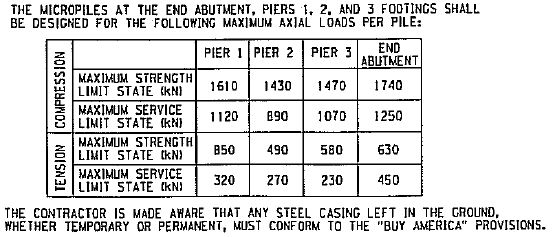 THE MICROPILES AT THE END ABUTMENT, PIERS 1, 2, AND 3 FOOTINGS SHALL
BE DESIGNED FOR THE FOLLOWING MAXIMUM AXIAL LOADS PER PILE:
PIER 1 PIER 2 PIER 3 END ABUTMENT
COMPRESSION
MAXIMUM STRENGTH LIMIT STATE (kN) 1610 1430 1470 1740
MAXIMUM SERVICE LIMIT STATE (kN) 1120 890 1070 1250
TENSION
MAXIMUM STRENGTH LIMIT STATE (kN) 850 490 580 630
MAXIMUM SERVICE LIMIT STATE (kN) 320 270 230 450
THE CONTRACTOR IS MADE AWARE THAT ANY STEEL CASING LEFT IN THE GROUND,
WHETHER TEMPORARY OR PERMANENT, MUST CONFORM TO THE "BUY AMERICA" PROVISIONS.